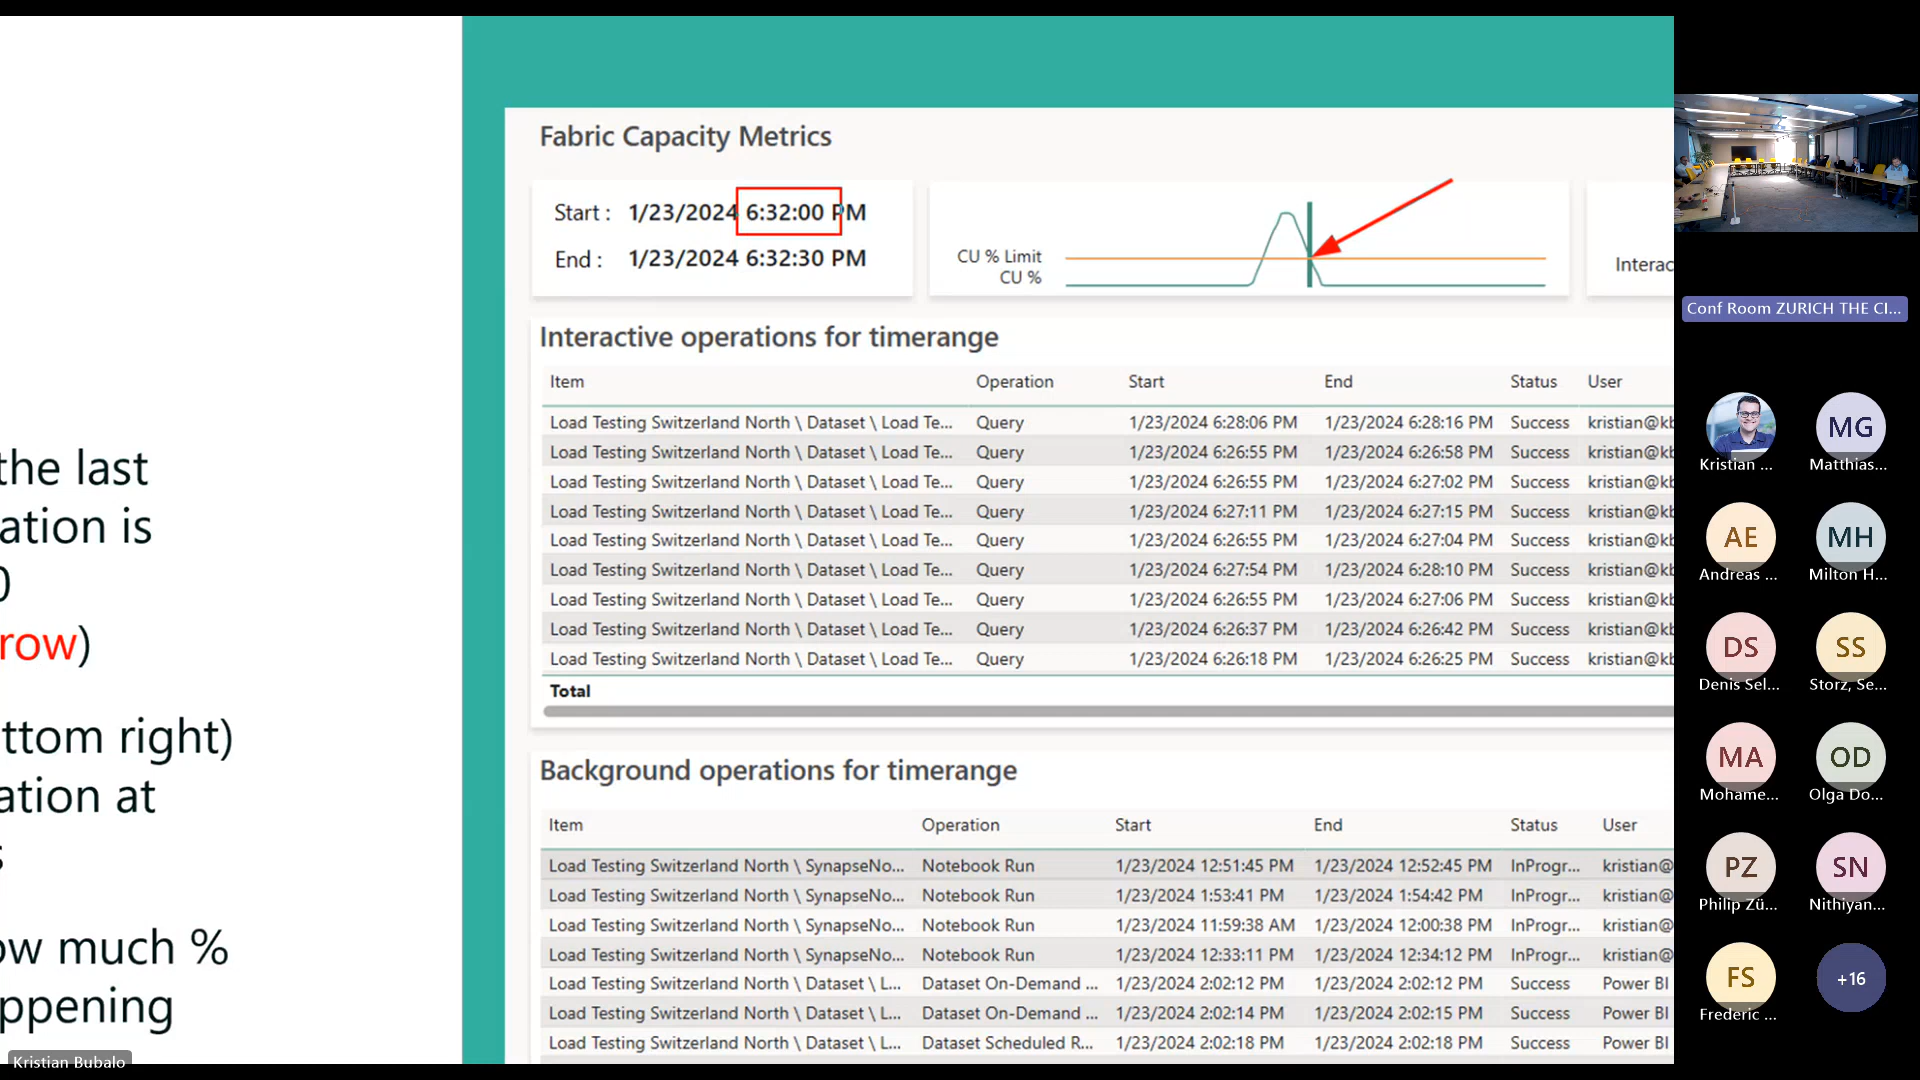 the last
ation is
0
row)
ttom right)
ation at
s
ow much %
ppening
Kristian Bubalo
Fabric Capacity Metrics
Start : 1/23/2024 6:32:00 PM
End : 1/23/2024 6:32:30 PM
CU % Limit
CU %
Interac
Interactive operations for timerange
Item Operation Start End Status User
Load Testing Switzerland North \ Dataset \ Load Te... Query 1/23/2024 6:28:06 PM 1/23/2024 6:28:16 PM Success kristian@kb
Load Testing Switzerland North \ Dataset \ Load Te... Query 1/23/2024 6:26:55 PM 1/23/2024 6:26:58 PM Success kristian@kb
Load Testing Switzerland North \ Dataset \ Load Te... Query 1/23/2024 6:26:55 PM 1/23/2024 6:27:02 PM Success kristian@kb
Load Testing Switzerland North \ Dataset \ Load Te... Query 1/23/2024 6:27:11 PM 1/23/2024 6:27:15 PM Success kristian@kb
Load Testing Switzerland North \ Dataset \ Load Te... Query 1/23/2024 6:26:55 PM 1/23/2024 6:27:04 PM Success kristian@kb
Load Testing Switzerland North \ Dataset \ Load Te... Query 1/23/2024 6:27:54 PM 1/23/2024 6:28:10 PM Success kristian@kb
Load Testing Switzerland North \ Dataset \ Load Te... Query 1/23/2024 6:26:55 PM 1/23/2024 6:27:06 PM Success kristian@kb
Load Testing Switzerland North \ Dataset \ Load Te... Query 1/23/2024 6:26:37 PM 1/23/2024 6:26:42 PM Success kristian@kb
Load Testing Switzerland North \ Dataset \ Load Te... Query 1/23/2024 6:26:18 PM 1/23/2024 6:26:25 PM Success kristian@kb
Total
Background operations for timerange
Item Operation Start End Status User
Load Testing Switzerland North \ SynapseNo... Notebook Run 1/23/2024 12:51:45 PM 1/23/2024 12:52:45 PM InProgr... kristian@
Load Testing Switzerland North \ SynapseNo... Notebook Run 1/23/2024 1:53:41 PM 1/23/2024 1:54:42 PM InProgr... kristian@
Load Testing Switzerland North \ SynapseNo... Notebook Run 1/23/2024 11:59:38 AM 1/23/2024 12:00:38 PM InProgr... kristian@
Load Testing Switzerland North \ SynapseNo... Notebook Run 1/23/2024 12:33:11 PM 1/23/2024 12:34:12 PM InProgr... kristian@
Load Testing Switzerland North \ Dataset \ L... Dataset On-Demand ... 1/23/2024 2:02:12 PM 1/23/2024 2:02:12 PM Success Power BI
Load Testing Switzerland North \ Dataset \ L... Dataset On-Demand ... 1/23/2024 2:02:14 PM 1/23/2024 2:02:15 PM Success Power BI
Load Testing Switzerland North \ Dataset \ L... Dataset Scheduled R... 1/23/2024 2:02:18 PM 1/23/2024 2:02:18 PM Success Power BI
Conf Room ZURICH THE CI...
MG
Kristian ... Matthias...
AE MH
Andreas ... Milton H...
DS SS
Denis Sel... Storz, Se...
MA OD
Mohame... Olga Do...
PZ SN
Philip Zü... Nithiyan...
FS +16
Frederic ...